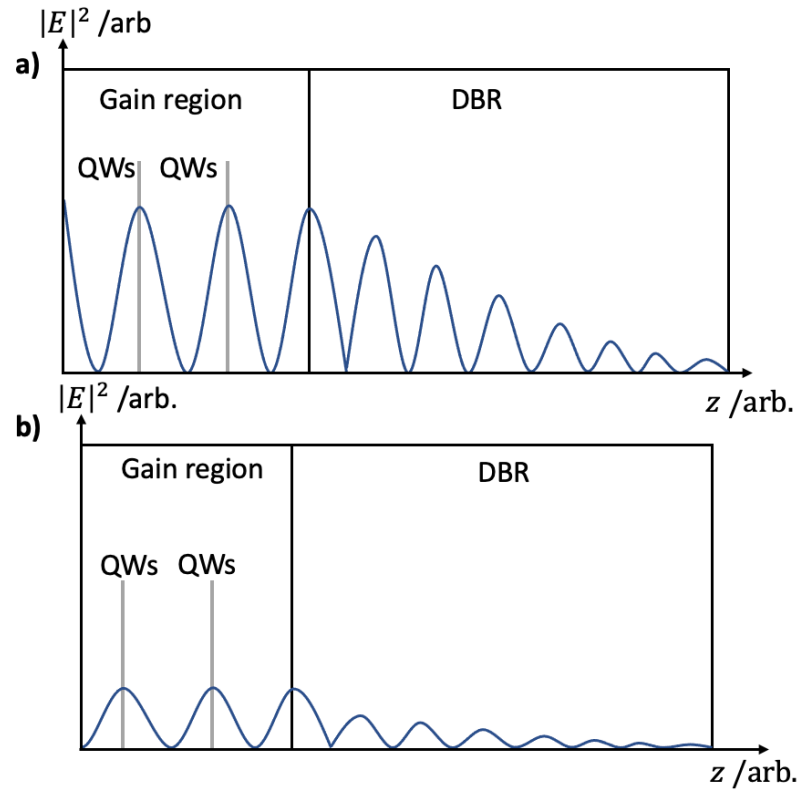 |E|² /arb
a)
Gain region DBR
QWs QWs
z /arb.
|E|² /arb.
b)
Gain region DBR
QWs QWs
z /arb.